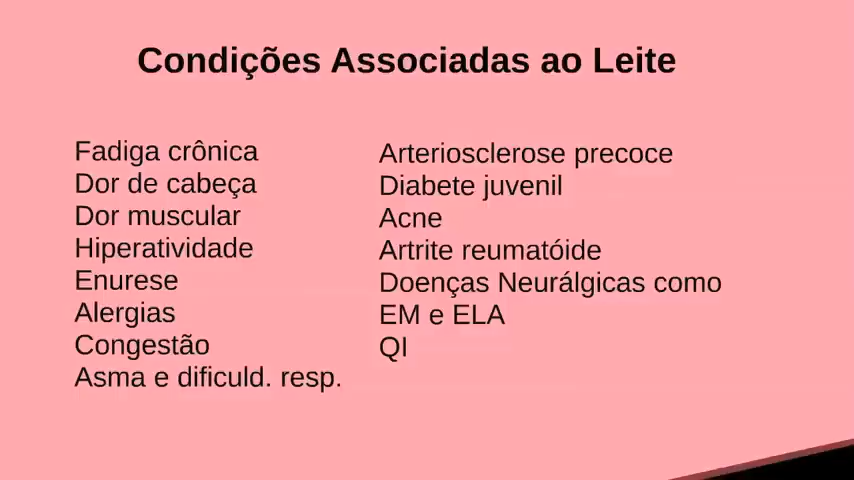 Condições Associadas ao Leite
Fadiga crônica
Dor de cabeça
Dor muscular
Hiperatividade
Enurese
Alergias
Congestão
Asma e dificuld. resp.
Arteriosclerose precoce
Diabete juvenil
Acne
Artrite reumatóide
Doenças Neurálgicas como
EM e ELA
QI